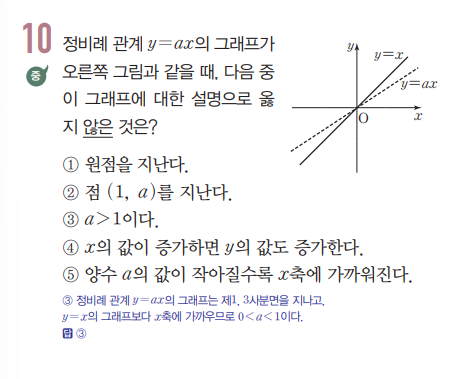 10
중
정비례 관계 y=ax의 그래프가
오른쪽 그림과 같을 때, 다음 중
이 그래프에 대한 설명으로 옳
지 않은 것은?
y
y=x
y=ax
O
x
① 원점을 지난다.
② 점 (1, a)를 지난다.
③ a>1이다.
④ x의 값이 증가하면 y의 값도 증가한다.
⑤ 양수 a의 값이 작아질수록 x축에 가까워진다.
③ 정비례 관계 y=ax의 그래프는 제1, 3사분면을 지나고,
y=x의 그래프보다 x축에 가까우므로 0<a<1이다.
답 ③